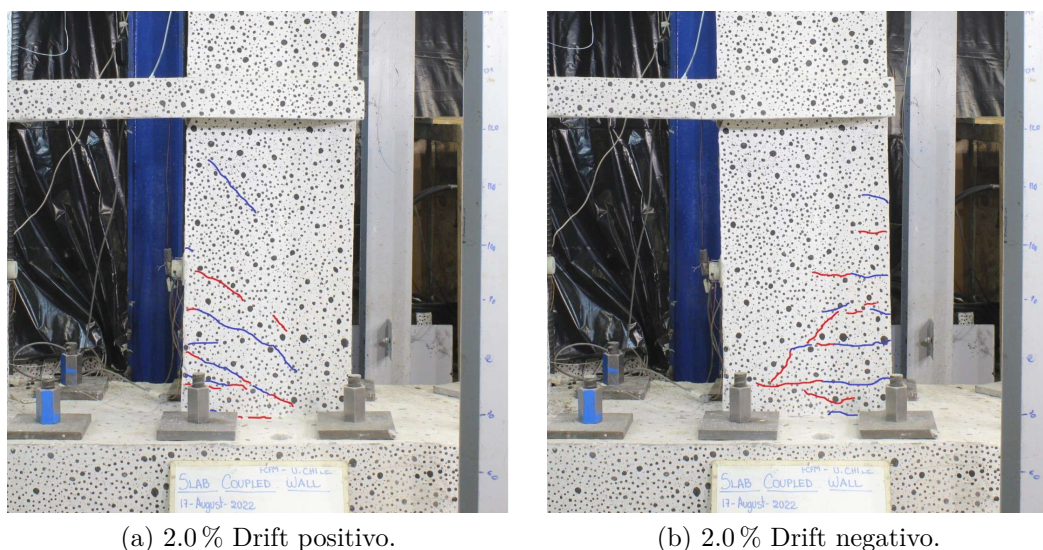 FCFM - U. CHILE
SLAB COUPLED WALL
17-August-2022
FCFM - U. CHILE
SLAB COUPLED WALL
17-August-2022
(a) 2.0 % Drift positivo.
(b) 2.0 % Drift negativo.